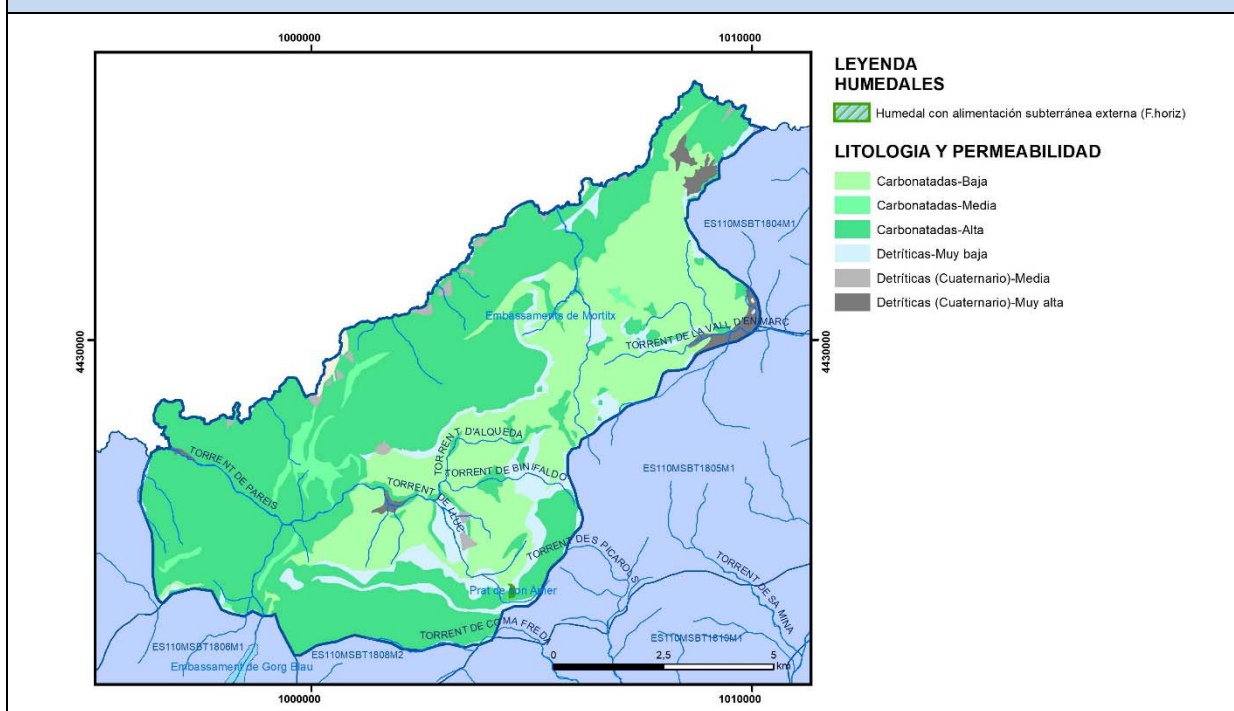 1000000
1010000
4430000
4430000
1000000
1010000
ES110MSBT1804M1
Embassaments de Mortitx
TORRENT DE LA VALL D'EN MARC
TORRENT DE PAREIS
TORRENT D'ALQUEDA
TORRENT DE BINIFALDO
TORRENT DE LLUC
ES110MSBT1805M1
TORRENT DES PICAROLS
TORRENT DE SA MINA
TORRENT DE COMA FREDA
ES110MSBT1806M1
ES110MSBT1808M2
ES110MSBT1810M1
Embassament de Gorg Blau
0
2,5
5
km
LEYENDA
HUMEDALES
Humedal con alimentación subterránea externa (F.horiz)
LITOLOGIA Y PERMEABILIDAD
Carbonatadas-Baja
Carbonatadas-Media
Carbonatadas-Alta
Detríticas-Muy baja
Detríticas (Cuaternario)-Media
Detríticas (Cuaternario)-Muy alta